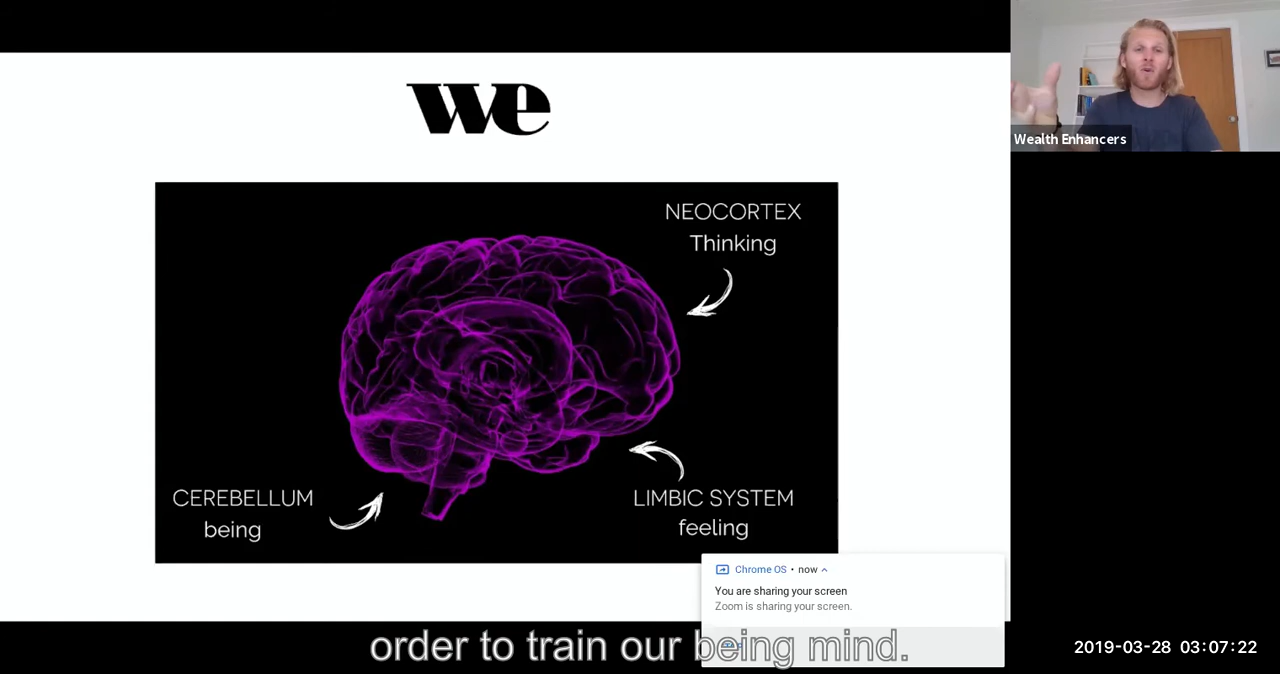 we
Wealth Enhancers
NEOCORTEX
Thinking
CEREBELLUM
being
LIMBIC SYSTEM
feeling
Chrome OS • now
You are sharing your screen
Zoom is sharing your screen.
order to train our being mind.
2019-03-28 03:07:22